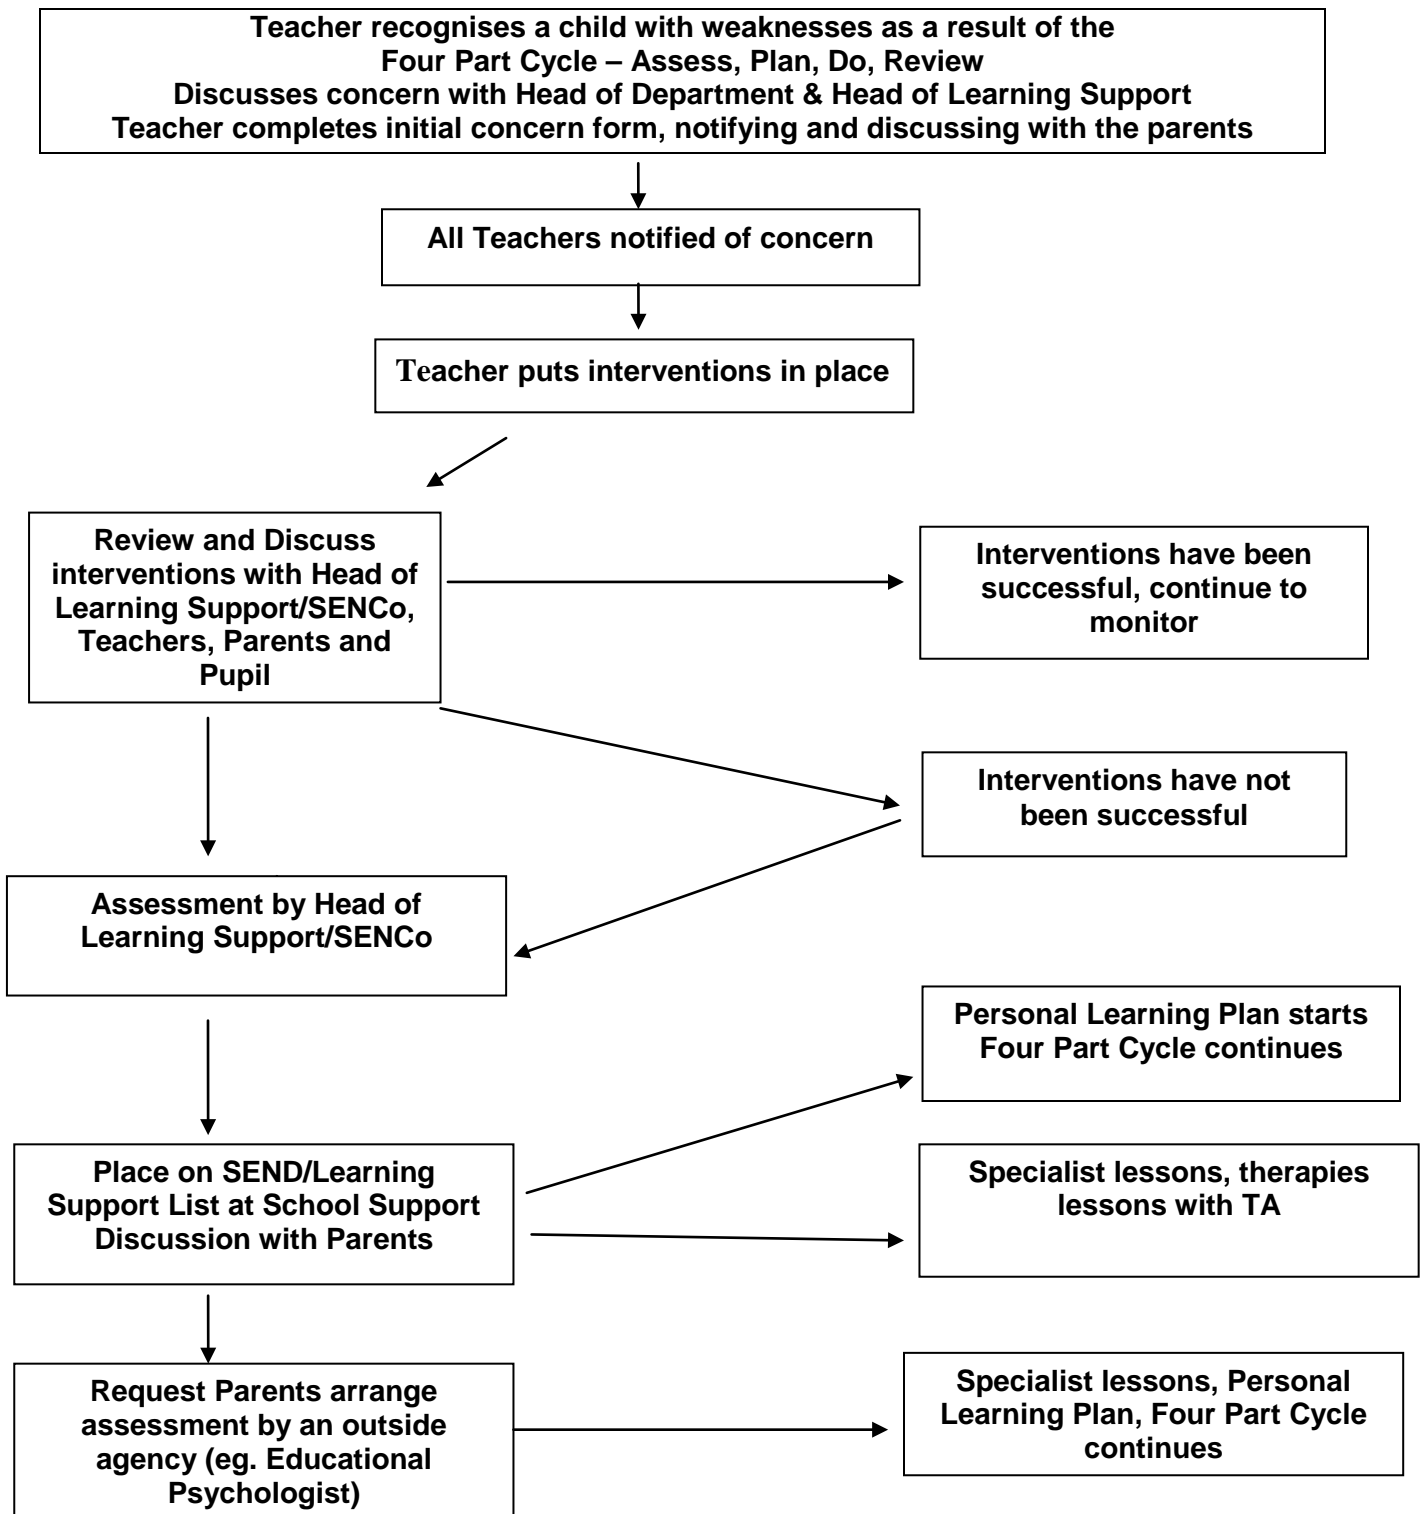 Teacher recognises a child with weaknesses as a result of the
Four Part Cycle – Assess, Plan, Do, Review
Discusses concern with Head of Department & Head of Learning Support
Teacher completes initial concern form, notifying and discussing with the parents
All Teachers notified of concern
Teacher puts interventions in place
Review and Discuss
interventions with Head of
Learning Support/SENCo,
Teachers, Parents and
Pupil
Interventions have been
successful, continue to
monitor
Interventions have not
been successful
Assessment by Head of
Learning Support/SENCo
Personal Learning Plan starts
Four Part Cycle continues
Place on SEND/Learning
Support List at School Support
Discussion with Parents
Specialist lessons, therapies
lessons with TA
Request Parents arrange
assessment by an outside
agency (eg. Educational
Psychologist)
Specialist lessons, Personal
Learning Plan, Four Part Cycle
continues